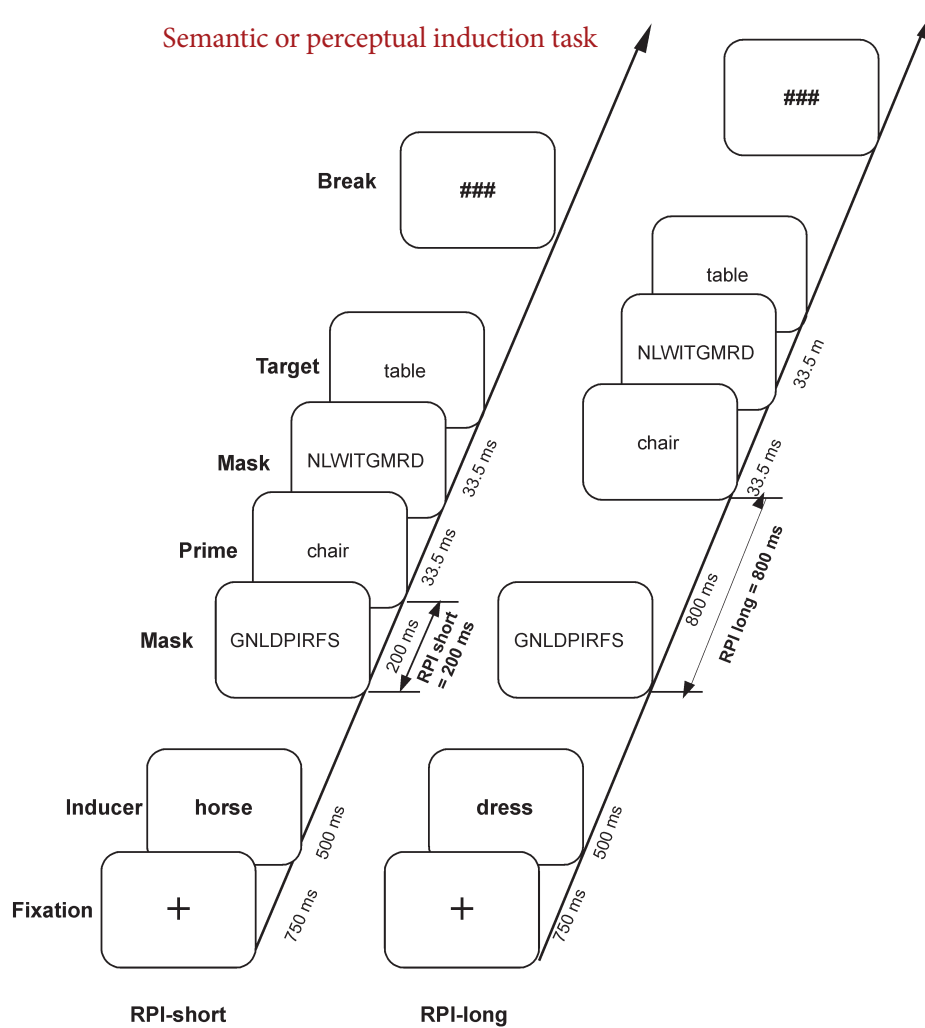 Semantic or perceptual induction task
###
Break
###
table
Target
table
NLWITGMRD
33.5 m
Mask
NLWITGMRD
33.5 ms
chair
33.5 ms
Prime
chair
33.5 ms
Mask
GNLDPIRFS
200 ms
RPI short
= 200 ms
GNLDPIRFS
800 ms
RPI long = 800 ms
Inducer
horse
500 ms
dress
500 ms
Fixation
+
750 ms
+
750 ms
RPI-short
RPI-long